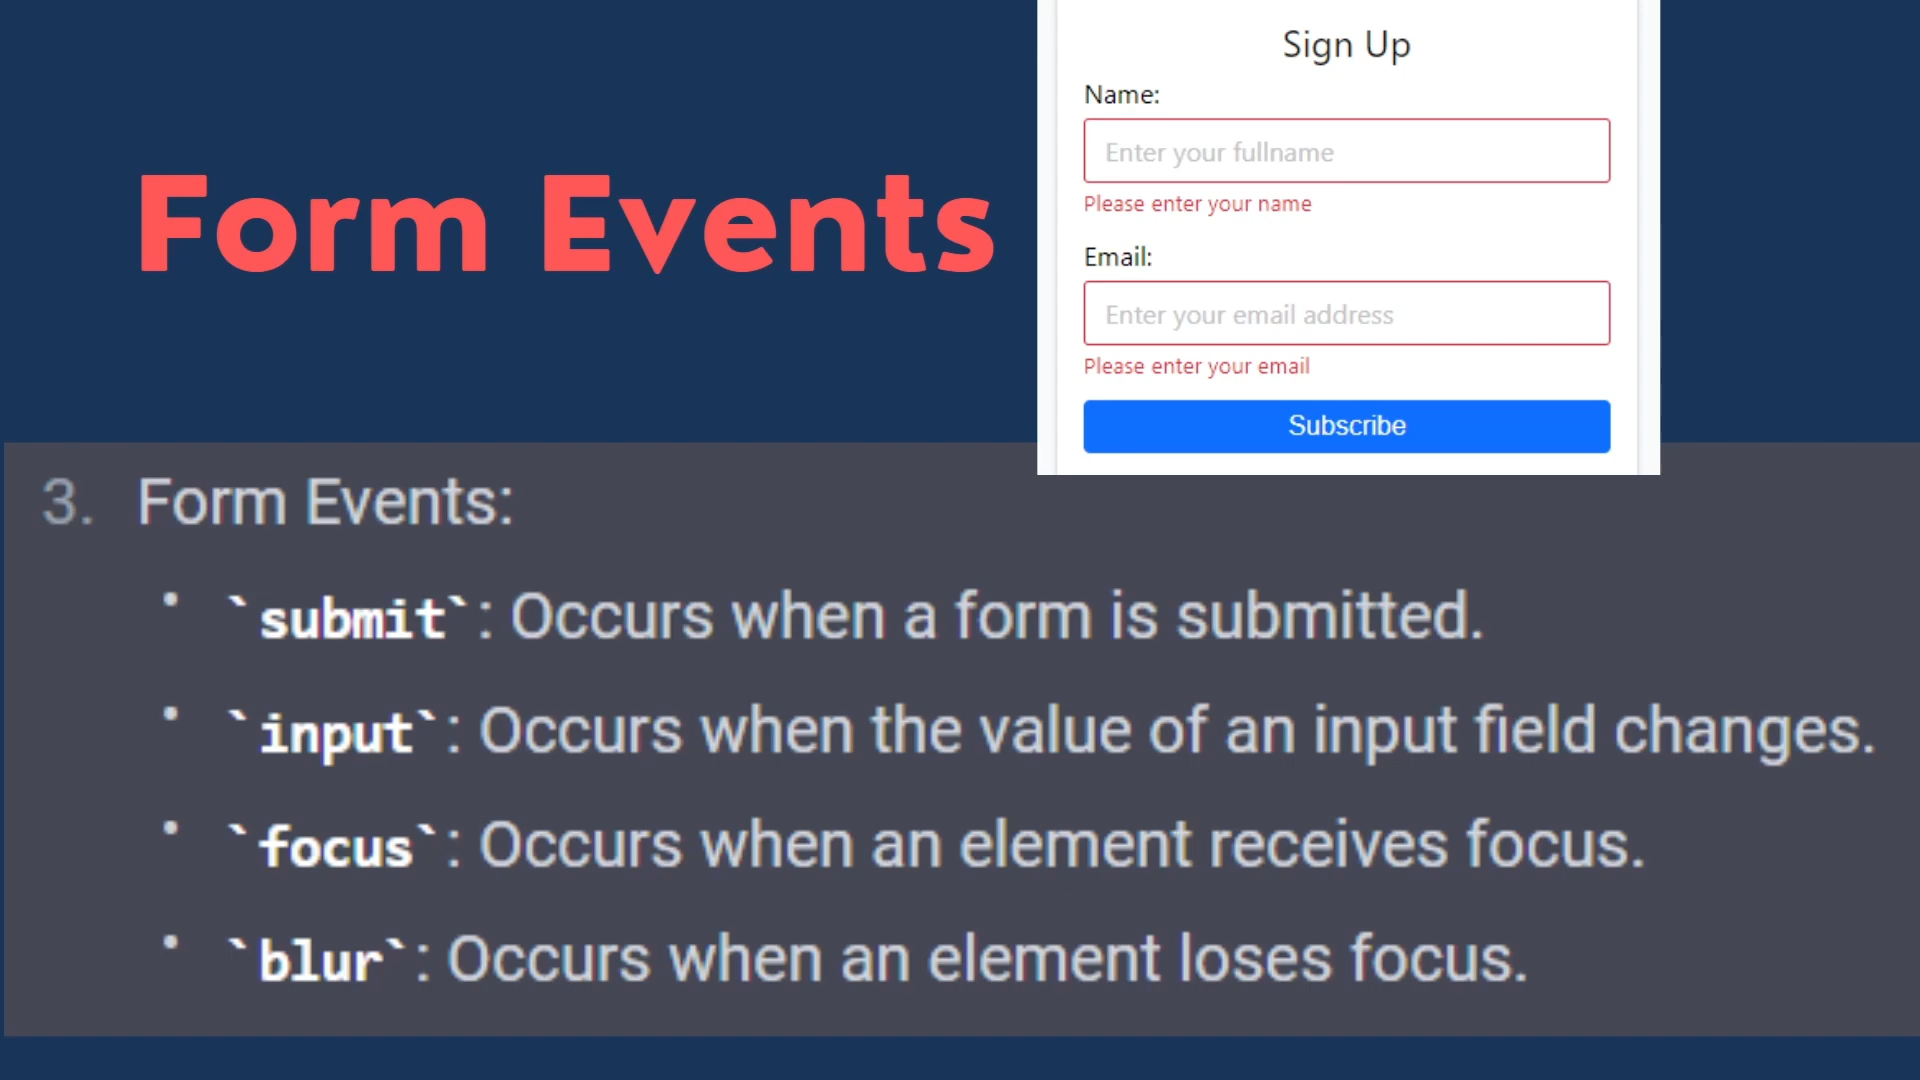 Form Events
Sign Up
Name:
Enter your fullname
Please enter your name
Email:
Enter your email address
Please enter your email
Subscribe
3. Form Events:
• `submit`: Occurs when a form is submitted.
• `input`: Occurs when the value of an input field changes.
• `focus`: Occurs when an element receives focus.
• `blur`: Occurs when an element loses focus.